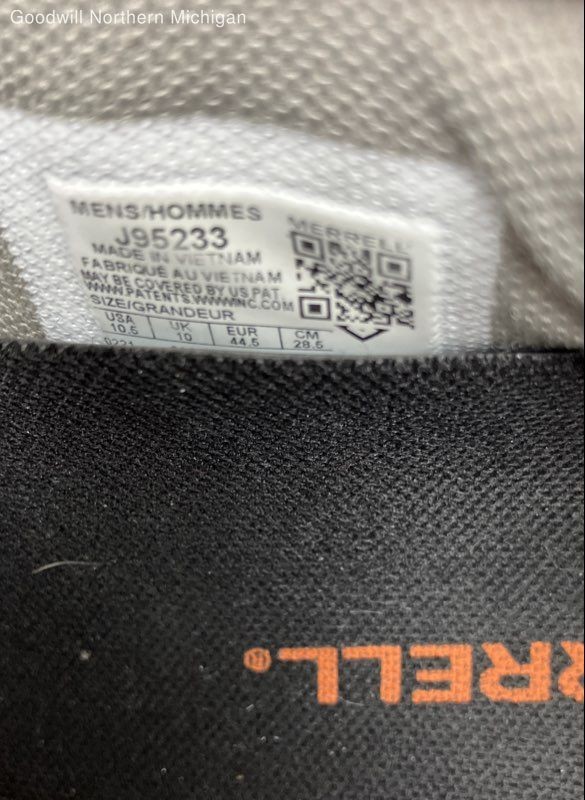 Goodwill Northern Michigan
MENS/HOMMES
J95233
MADE IN VIETNAM
FABRIQUÉ AU VIETNAM
MAY BE COVERED BY US PAT.
WWW.PATENTS.WWWINC.COM
SIZE/GRANDEUR
USA UK EUR CM
10.5 10 44.5 28.5
0221
MERRELL
RRELL®